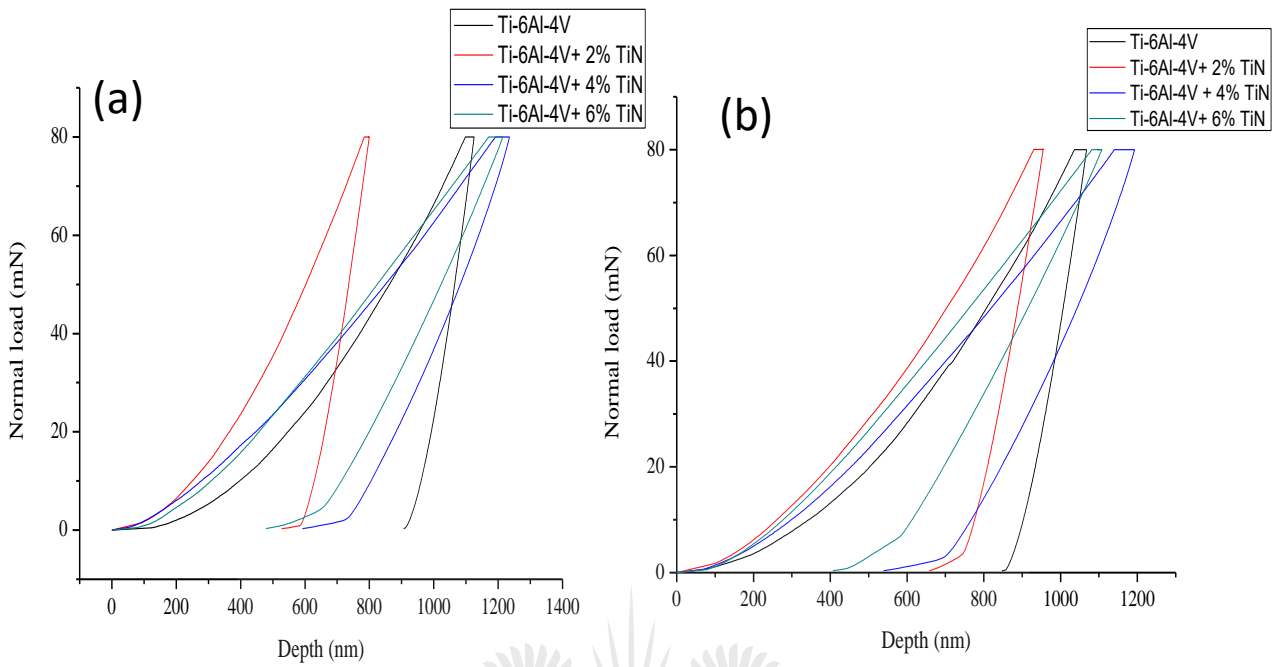 (a)
Ti-6Al-4V
Ti-6Al-4V+ 2% TiN
Ti-6Al-4V+ 4% TiN
Ti-6Al-4V+ 6% TiN
Normal load (mN)
80
60
40
20
0
0 200 400 600 800 1000 1200 1400
Depth (nm)
(b)
Ti-6Al-4V
Ti-6Al-4V+ 2% TiN
Ti-6Al-4V + 4% TiN
Ti-6Al-4V+ 6% TiN
Normal load (mN)
80
60
40
20
0
0 200 400 600 800 1000 1200
Depth (nm)